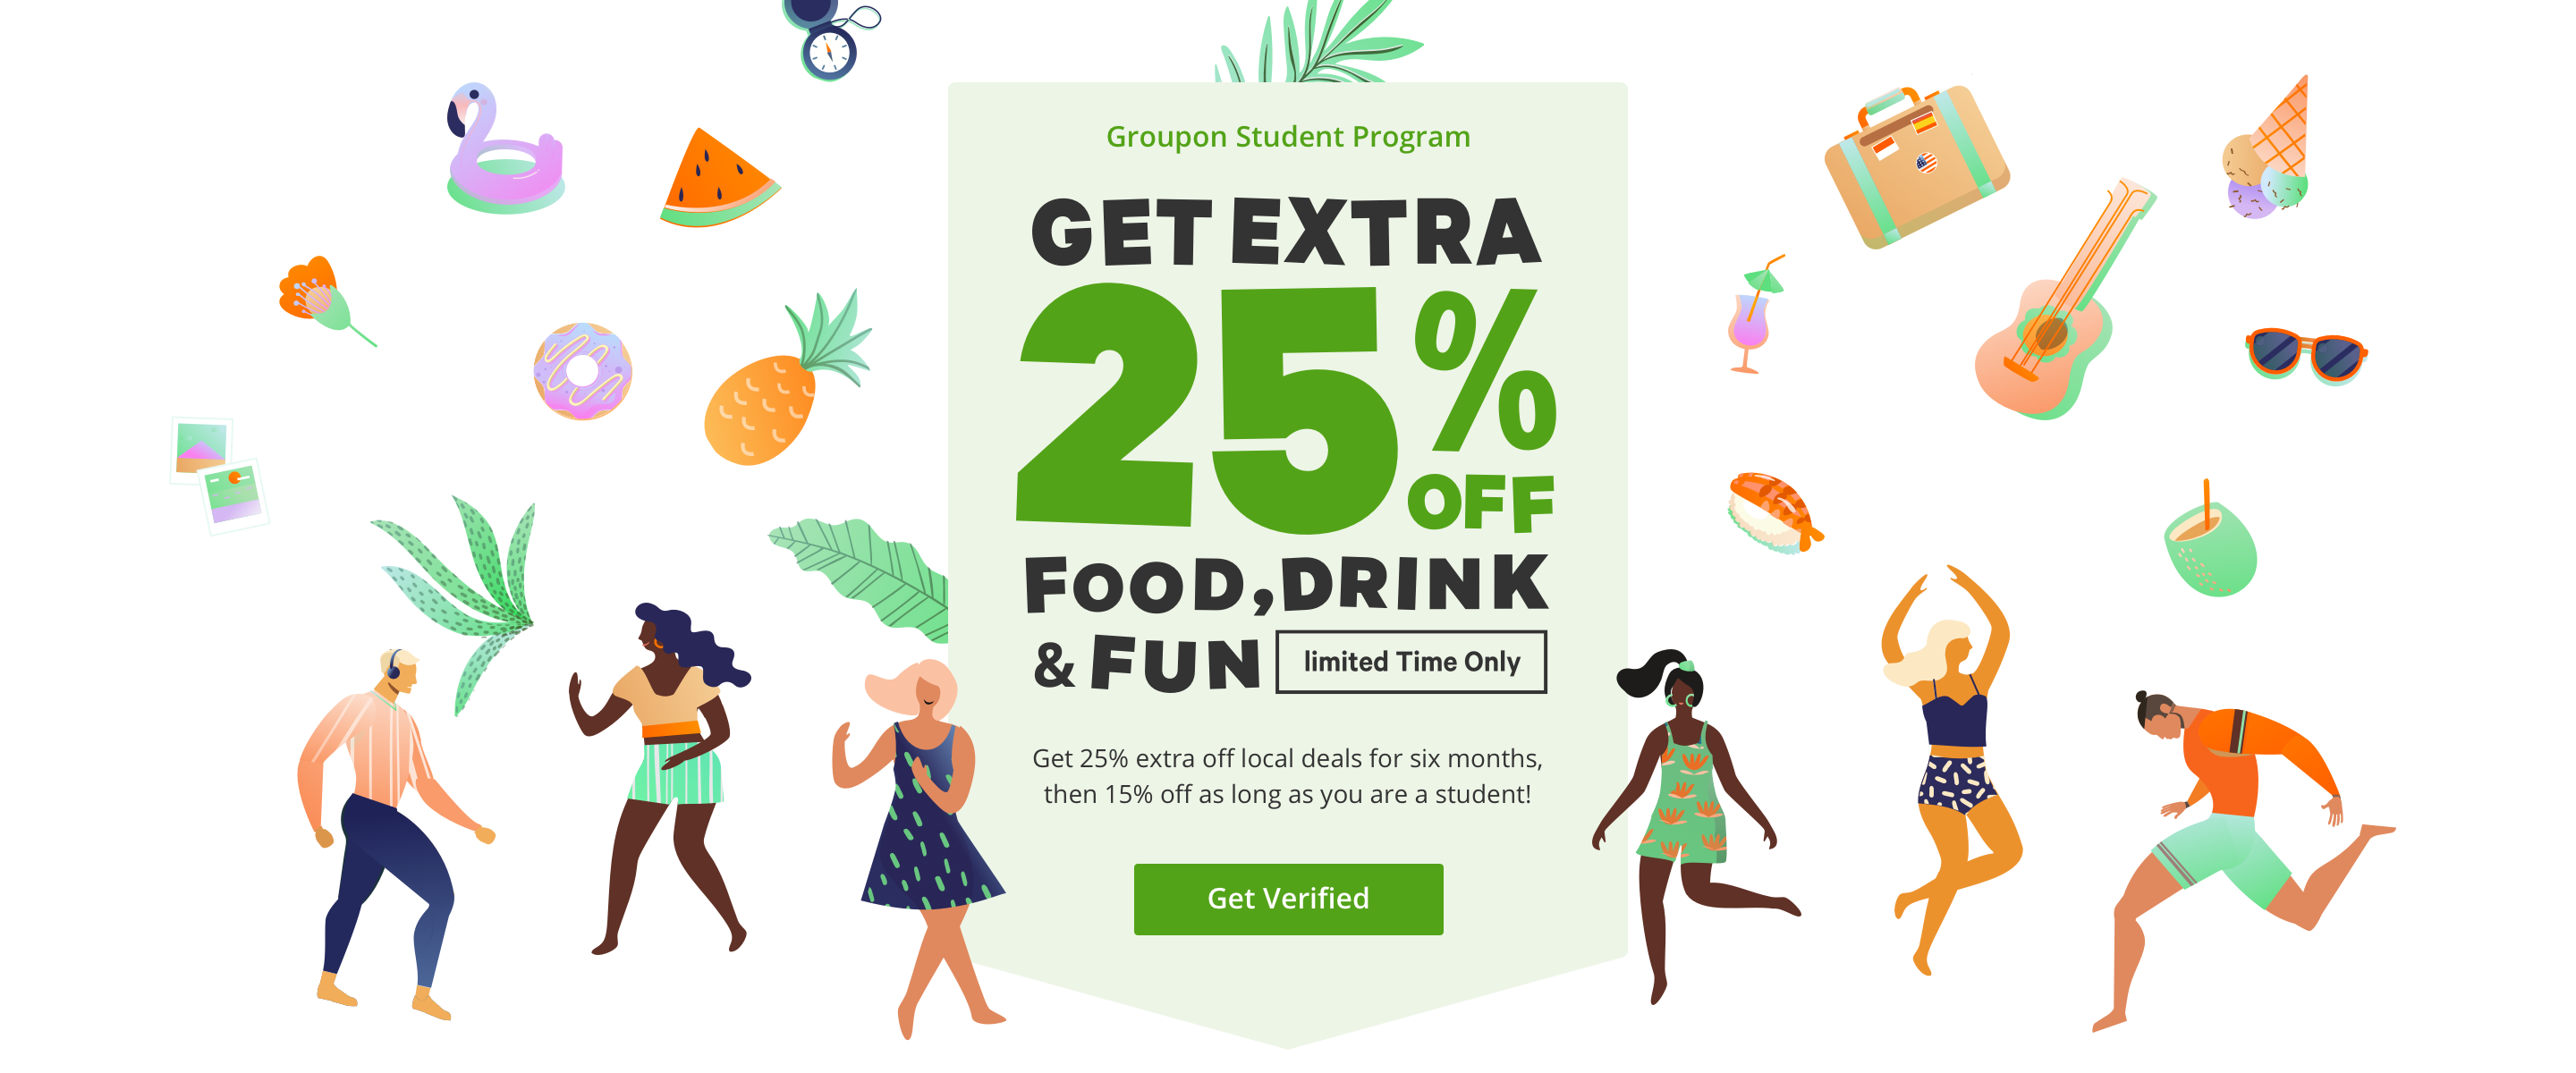 Groupon Student Program
GET EXTRA
25%
OFF
FOOD, DRINK
& FUN limited Time Only
Get 25% extra off local deals for six months,
then 15% off as long as you are a student!
Get Verified